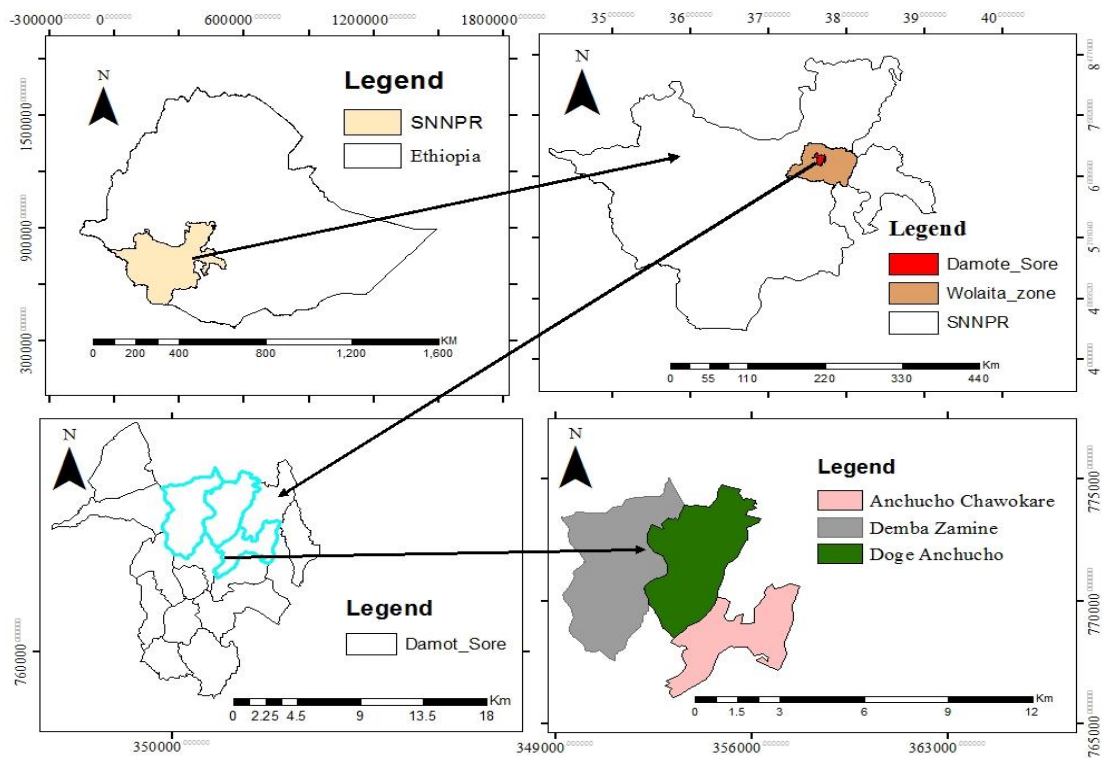 -300000 0 600000 1200000 1800000
1500000
900000
300000
N
Legend
SNNPR
Ethiopia
0 200 400 800 1,200 1,600
KM
35 36 37 38 39 40
8
7
6
5
4
4
N
Legend
Damote_Sore
Wolaita_zone
SNNPR
Km
0 55 110 220 330 440
N
Legend
Damot_Sore
Km
0 2.25 4.5 9 13.5 18
760000
350000
N
Legend
Anchucho Chawokare
Demba Zamine
Doge Anchucho
Km
0 1.5 3 6 9 12
775000
770000
765000
349000 356000 363000